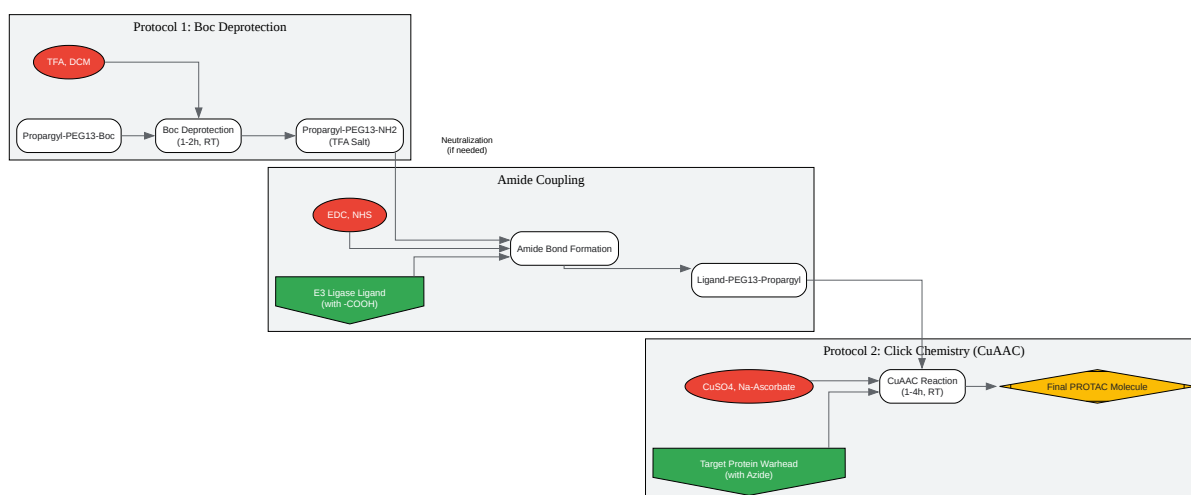 Protocol 1: Boc Deprotection
TFA, DCM
Propargyl-PEG13-Boc
Boc Deprotection
(1-2h, RT)
Propargyl-PEG13-NH2
(TFA Salt)
Neutralization
(if needed)
Amide Coupling
EDC, NHS
Amide Bond Formation
E3 Ligase Ligand
(with -COOH)
Ligand-PEG13-Propargyl
Protocol 2: Click Chemistry (CuAAC)
CuSO4, Na-Ascorbate
CuAAC Reaction
(1-4h, RT)
Final PROTAC Molecule
Target Protein Warhead
(with Azide)